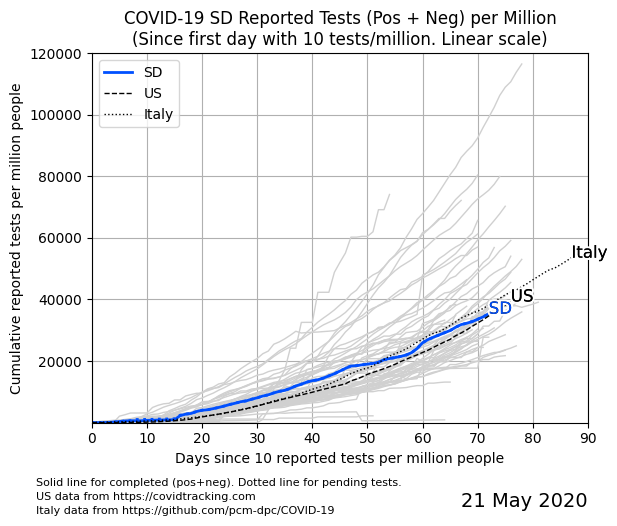 COVID-19 SD Reported Tests (Pos + Neg) per Million
(Since first day with 10 tests/million. Linear scale)
Cumulative reported tests per million people
120000
100000
80000
60000
40000
20000
SD
US
Italy
Italy
US
SD
0 10 20 30 40 50 60 70 80 90
Days since 10 reported tests per million people
Solid line for completed (pos+neg). Dotted line for pending tests.
US data from https://covidtracking.com
Italy data from https://github.com/pcm-dpc/COVID-19
21 May 2020